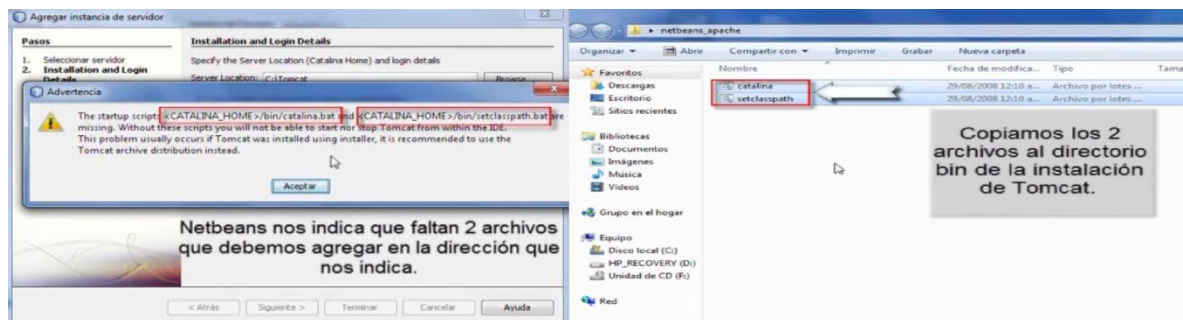 Agregar instancia de servidor
Pasos
1. Seleccionar servidor
2. Installation and Login Details
Installation and Login Details
Specify the Server Location (Catalina Home) and login details
Server Location: C:\Tomcat
Browse
Advertencia
The startup scripts <CATALINA_HOME>/bin/catalina.bat and <CATALINA_HOME>/bin/setclasspath.bat are
missing. Without these scripts you will not be able to start nor stop Tomcat from within the IDE.
This problem usually occurs if Tomcat was installed using installer, it is recommended to use the
Tomcat archive distribution instead.
Aceptar
Netbeans nos indica que faltan 2 archivos
que debemos agregar en la dirección que
nos indica.
< Atrás
Siguiente >
Terminar
Cancelar
Ayuda
netbeans_apache
Organizar
Abrir
Compartir con
Imprimir
Grabar
Nueva carpeta
Favoritos
Descargas
Escritorio
Sitios recientes
Bibliotecas
Documentos
Imágenes
Música
Vídeos
Grupo en el hogar
Equipo
Disco local (C:)
HP_RECOVERY (D:)
Unidad de CD (F:)
Red
Nombre
Fecha de modifica...
Tipo
Tama
catalina
29/08/2008 12:10 a...
Archivo por lotes ...
setclasspath
29/08/2008 12:10 a...
Archivo por lotes ...
Copiamos los 2
archivos al directorio
bin de la instalación
de Tomcat.